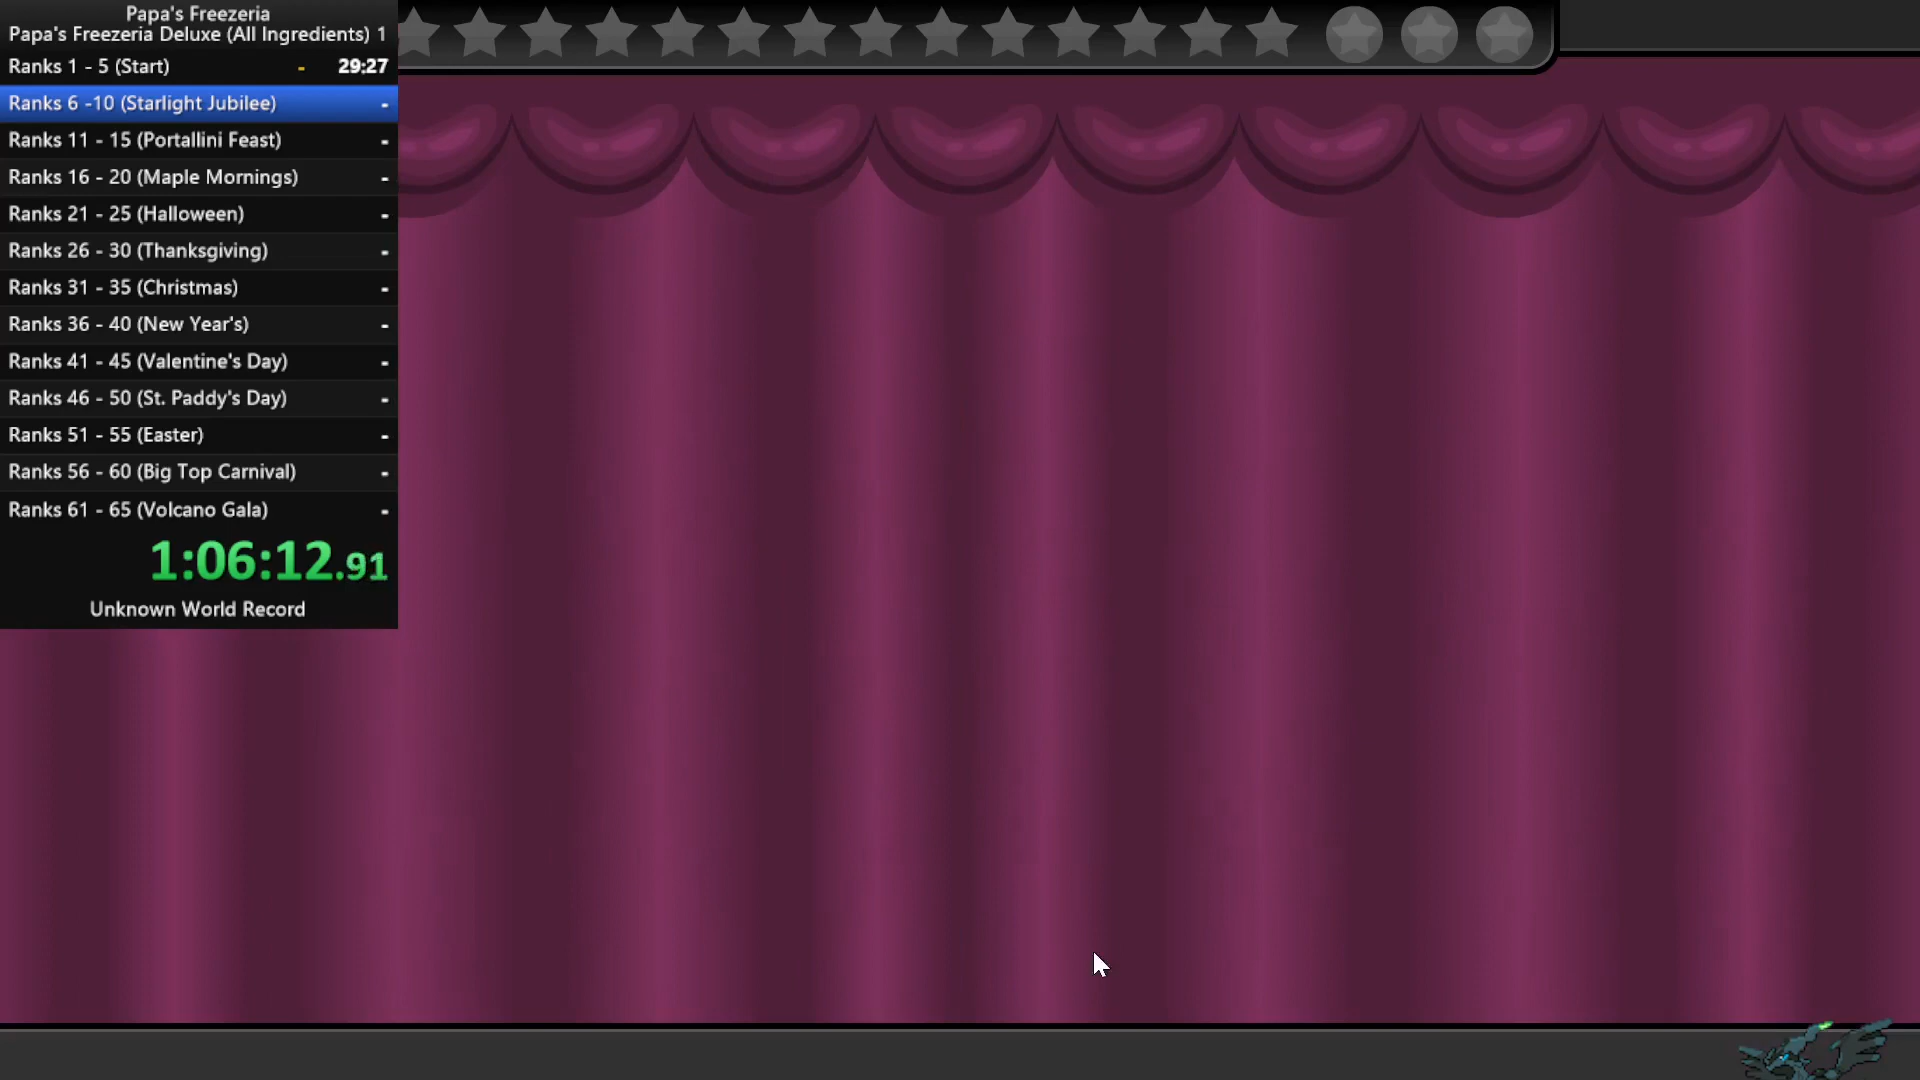 Papa's Freezeria
Papa's Freezeria Deluxe (All Ingredients) 1
Ranks 1 - 5 (Start) - 29:27
Ranks 6 -10 (Starlight Jubilee) -
Ranks 11 - 15 (Portallini Feast) -
Ranks 16 - 20 (Maple Mornings) -
Ranks 21 - 25 (Halloween) -
Ranks 26 - 30 (Thanksgiving) -
Ranks 31 - 35 (Christmas) -
Ranks 36 - 40 (New Year's) -
Ranks 41 - 45 (Valentine's Day) -
Ranks 46 - 50 (St. Paddy's Day) -
Ranks 51 - 55 (Easter) -
Ranks 56 - 60 (Big Top Carnival) -
Ranks 61 - 65 (Volcano Gala) -
1:06:12.91
Unknown World Record